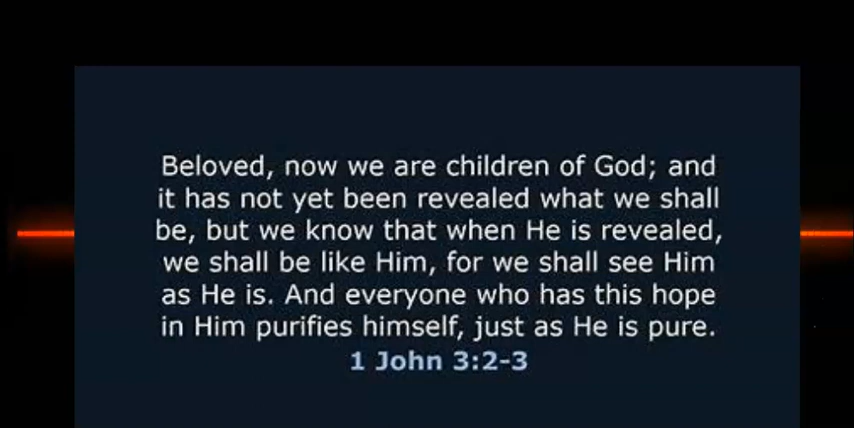 Beloved, now we are children of God; and
it has not yet been revealed what we shall
be, but we know that when He is revealed,
we shall be like Him, for we shall see Him
as He is. And everyone who has this hope
in Him purifies himself, just as He is pure.
1 John 3:2-3